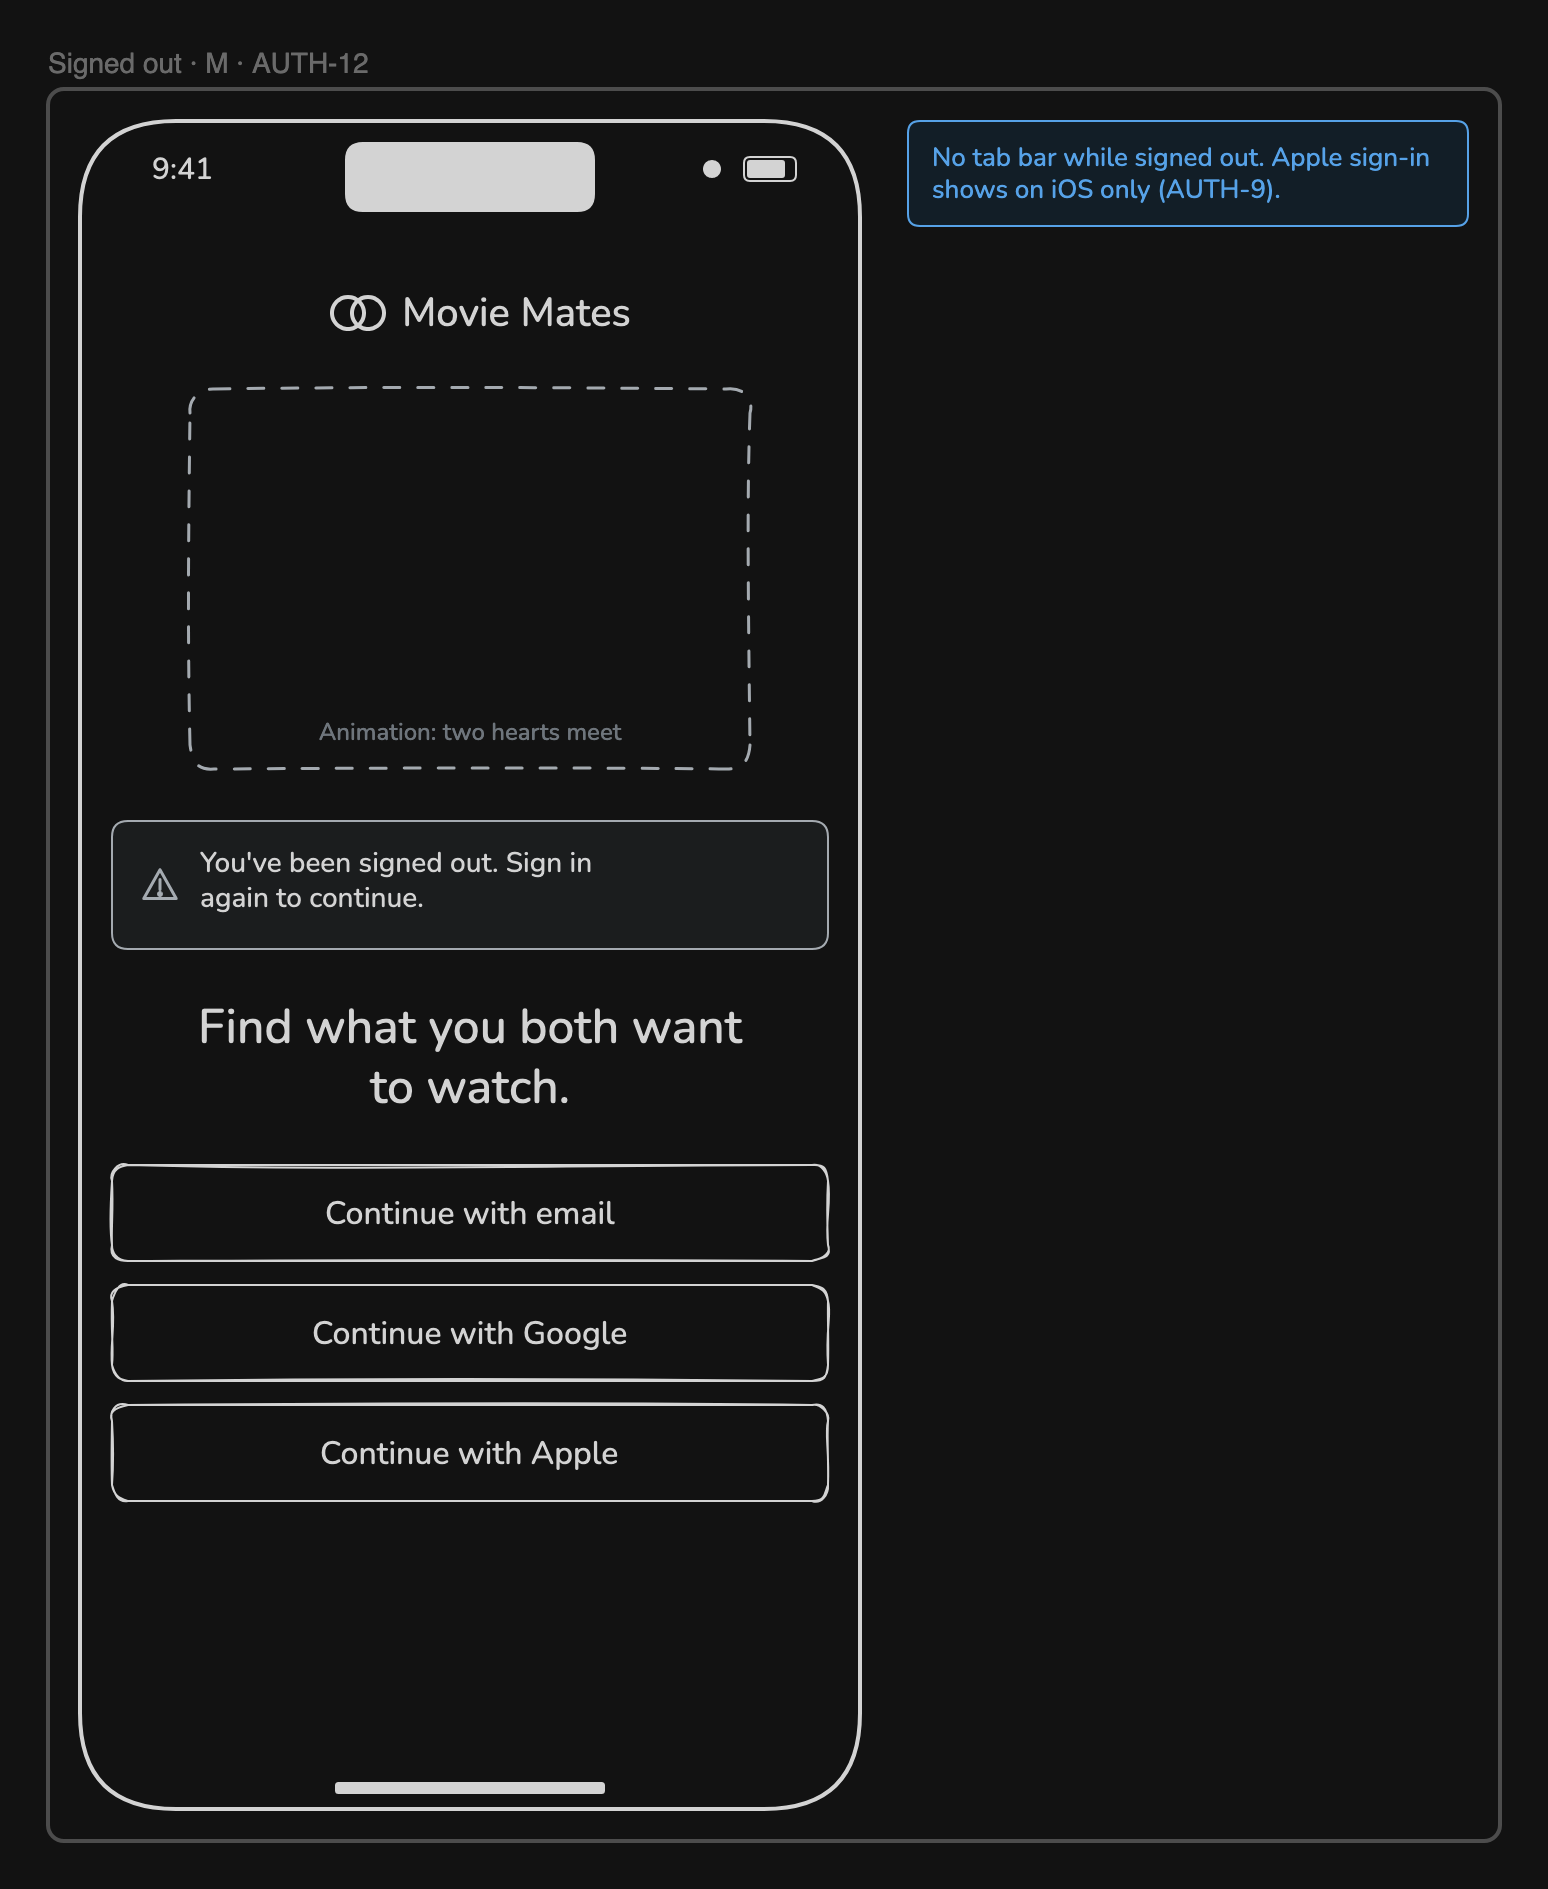 Signed out · M · AUTH-12
9:41
No tab bar while signed out. Apple sign-in
shows on iOS only (AUTH-9).
Movie Mates
Animation: two hearts meet
You've been signed out. Sign in
again to continue.
Find what you both want
to watch.
Continue with email
Continue with Google
Continue with Apple